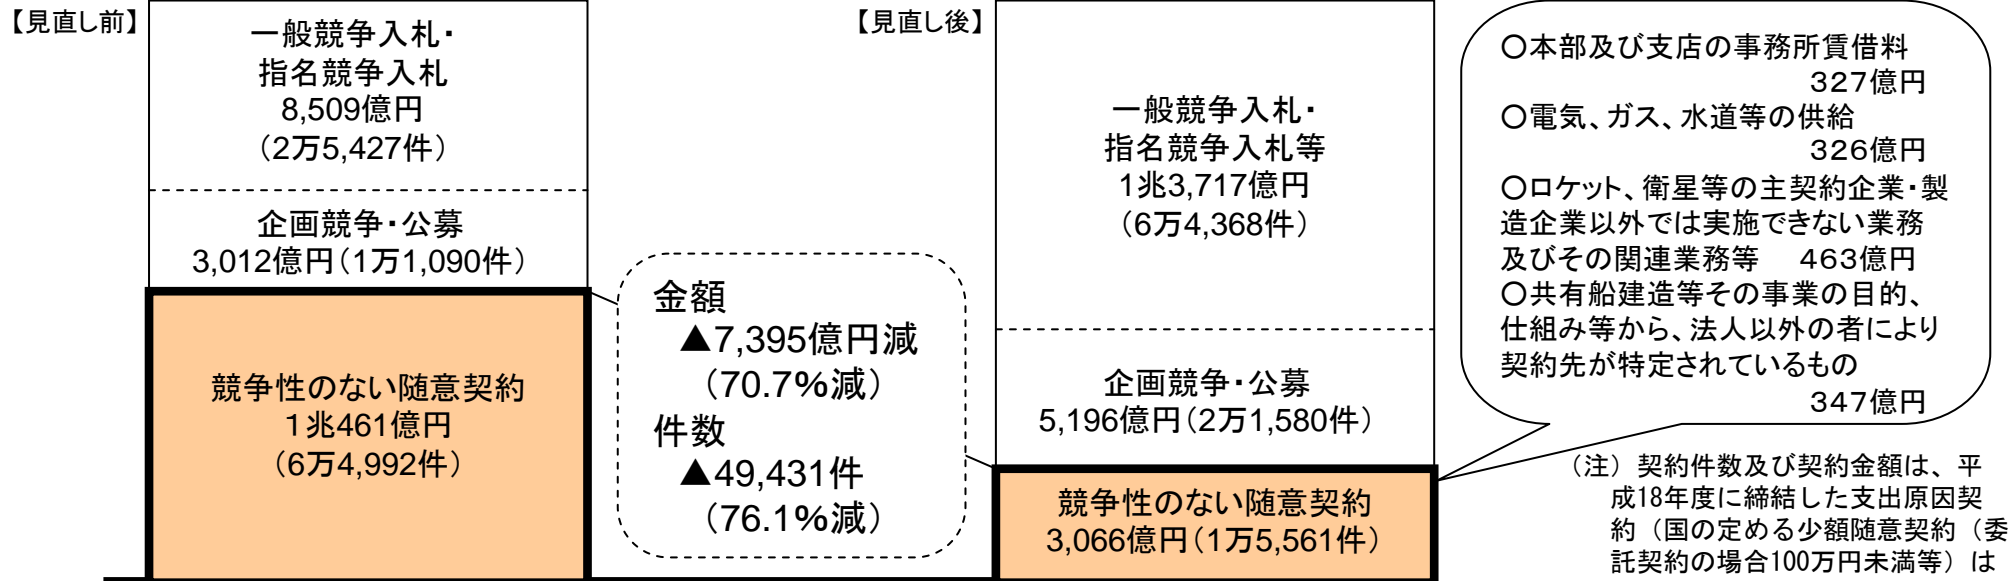 【見直し前】
一般競争入札・
指名競争入札
8,509億円
（2万5,427件）
企画競争・公募
3,012億円（1万1,090件）
競争性のない随意契約
１兆461億円
（6万4,992件）
金額
▲7,395億円減
（70.7％減）
件数
▲49,431件
（76.1％減）
【見直し後】
一般競争入札・
指名競争入札等
1兆3,717億円
（6万4,368件）
企画競争・公募
5,196億円（2万1,580件）
競争性のない随意契約
3,066億円（1万5,561件）
○本部及び支店の事務所賃借料
３２７億円
○電気、ガス、水道等の供給
３２６億円
○ロケット、衛星等の主契約企業・製
造企業以外では実施できない業務
及びその関連業務等　４６３億円
○共有船建造等その事業の目的、
仕組み等から、法人以外の者により
契約先が特定されているもの
３４７億円
（注）契約件数及び契約金額は、平
成18年度に締結した支出原因契
約（国の定める少額随意契約（委
託契約の場合100万円未満等）は